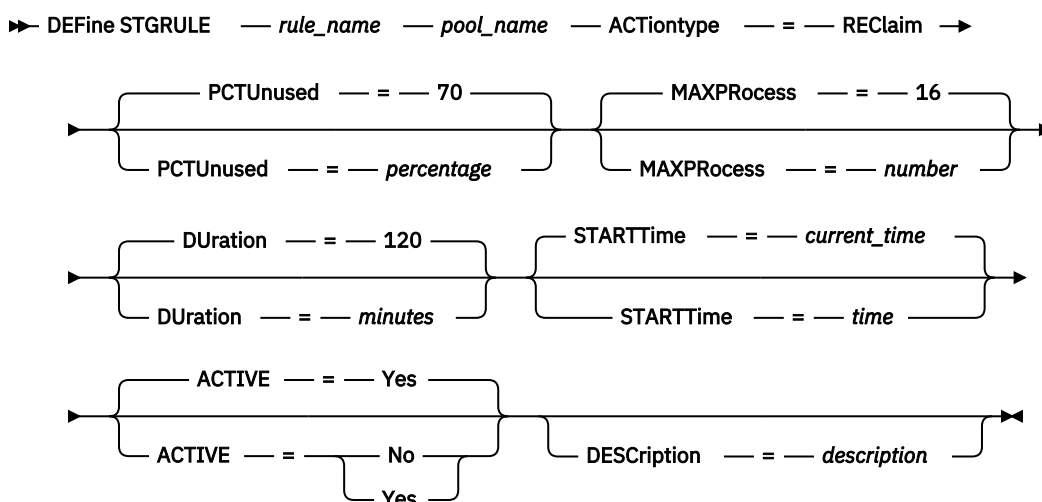 DEFine STGRULE rule_name pool_name ACTiontype = REClaim
PCTUnused = 70 MAXPRocess = 16
PCTUnused = percentage MAXPRocess = number
DUration = 120 STARTTime = current_time
DUration = minutes STARTTime = time
ACTIVE = Yes
ACTIVE = No DESCription = description
Yes